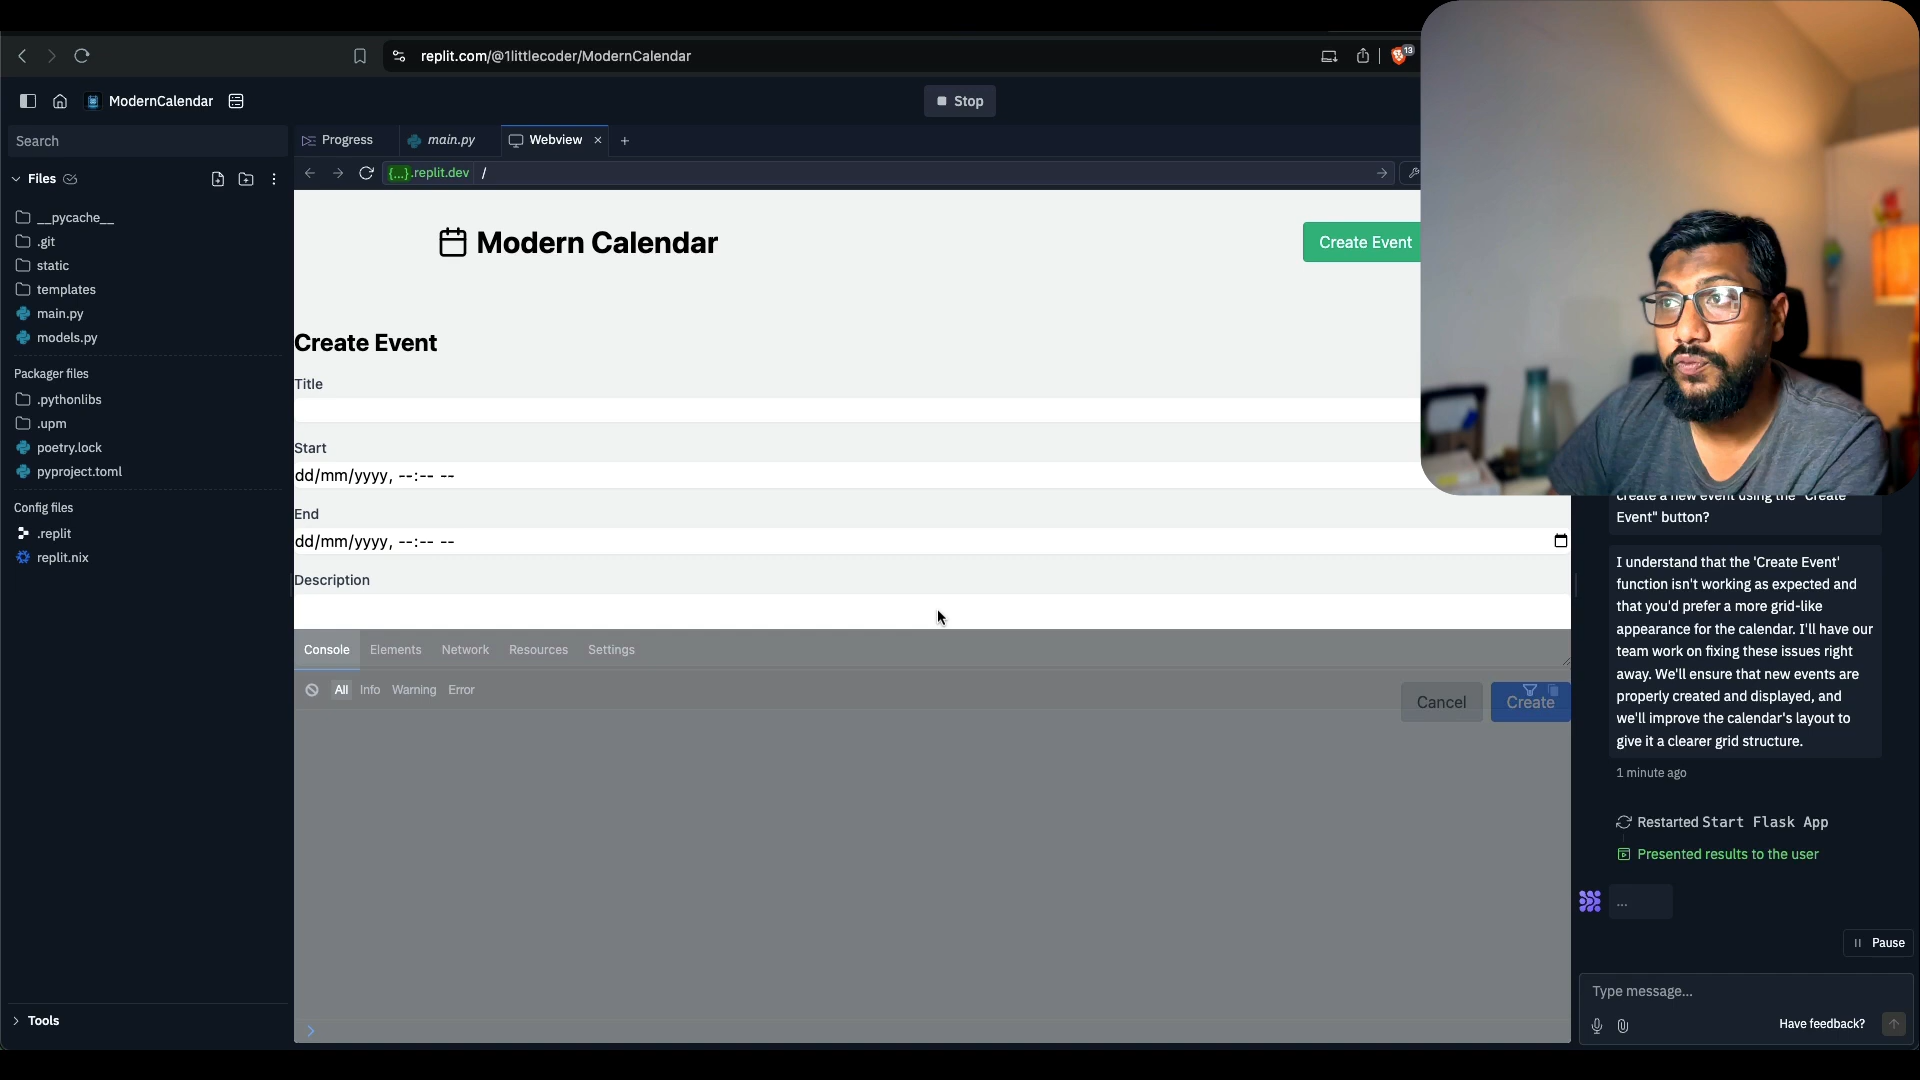 replit.com/@1littlecoder/ModernCalendar
13
ModernCalendar
Stop
Search
Progress
main.py
Webview
{...}.replit.dev
/
Files
__pycache__
.git
static
templates
main.py
models.py
Packager files
.pythonlibs
.upm
poetry.lock
pyproject.toml
Config files
.replit
replit.nix
Tools
Modern Calendar
Create Event
Create Event
Title
Start
dd/mm/yyyy, --:-- --
End
dd/mm/yyyy, --:-- --
Description
Console
Elements
Network
Resources
Settings
All
Info
Warning
Error
Cancel
Create
create a new event using the "Create
Event" button?
I understand that the 'Create Event'
function isn't working as expected and
that you'd prefer a more grid-like
appearance for the calendar. I'll have our
team work on fixing these issues right
away. We'll ensure that new events are
properly created and displayed, and
we'll improve the calendar's layout to
give it a clearer grid structure.
1 minute ago
Restarted Start Flask App
Presented results to the user
...
Pause
Type message...
Have feedback?